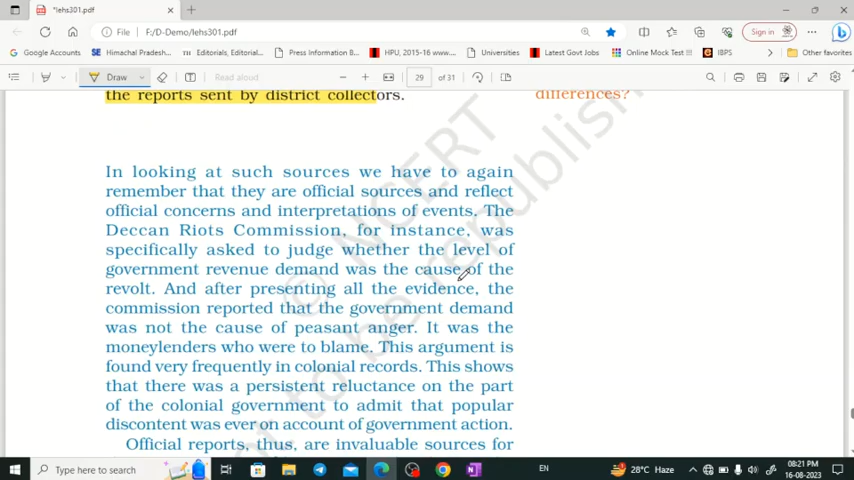 *lehs301.pdf
File
F:/D-Demo/lehs301.pdf
Sign in
Google Accounts
Himachal Pradesh...
Editorials, Editorial...
Press Information B...
HPU, 2015-16 www....
Universities
Latest Govt Jobs
Online Mock Test !!...
IBPS
Other favorites
Draw
Read aloud
29 of 31
the reports sent by district collectors.
differences?
In looking at such sources we have to again
remember that they are official sources and reflect
official concerns and interpretations of events. The
Deccan Riots Commission, for instance, was
specifically asked to judge whether the level of
government revenue demand was the cause of the
revolt. And after presenting all the evidence, the
commission reported that the government demand
was not the cause of peasant anger. It was the
moneylenders who were to blame. This argument is
found very frequently in colonial records. This shows
that there was a persistent reluctance on the part
of the colonial government to admit that popular
discontent was ever on account of government action.
Official reports, thus, are invaluable sources for
© NCERT
not to be republish
Type here to search
EN
28°C Haze
08:21 PM
16-08-2023